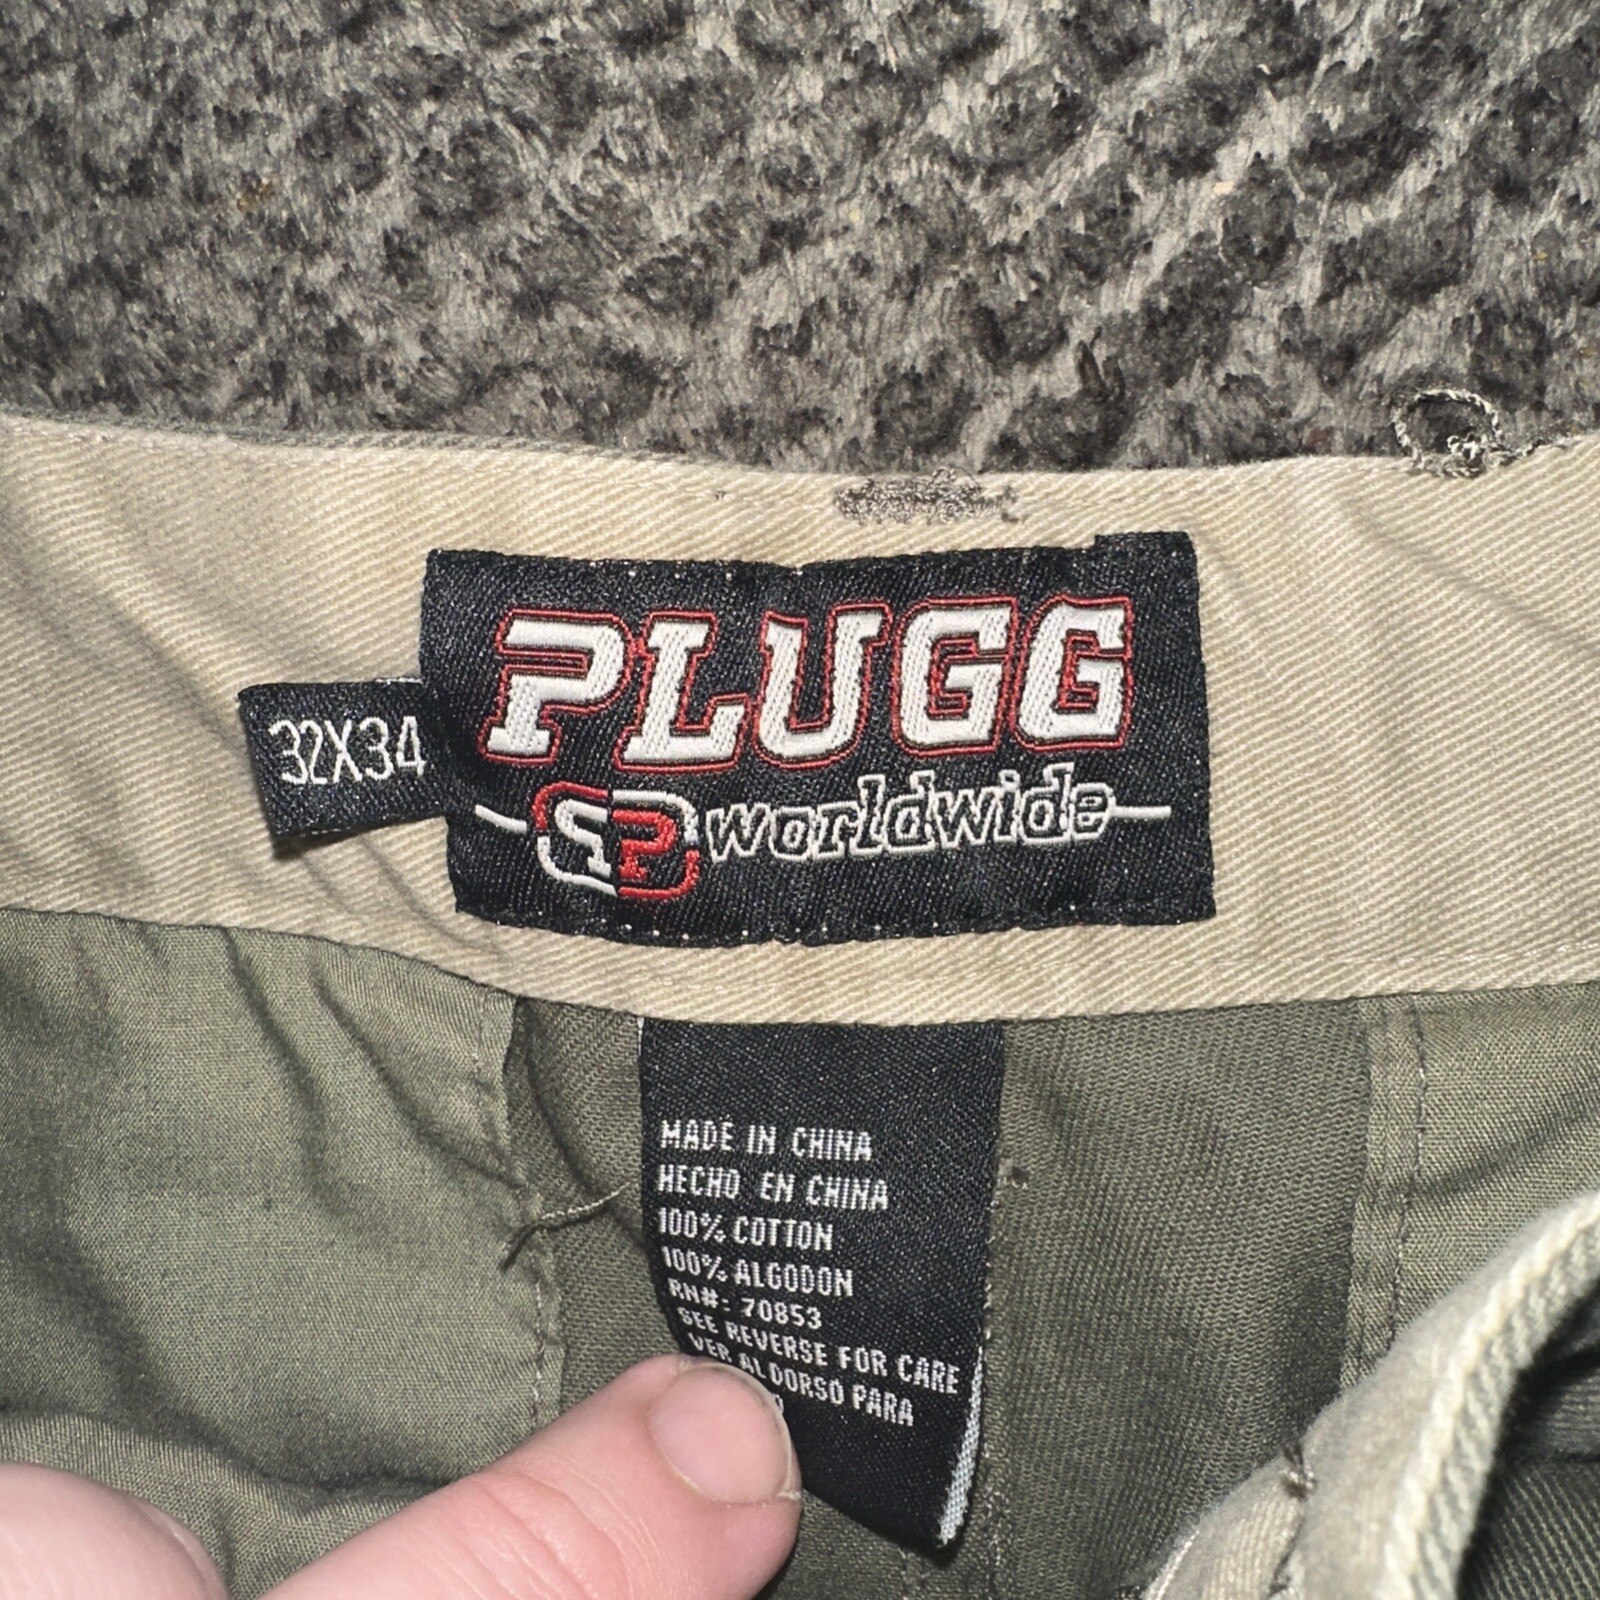 PLUGG
32X34
PP worldwide
MADE IN CHINA
HECHO EN CHINA
100% COTTON
100% ALGODON
RN#: 70853
SEE REVERSE FOR CARE
VER AL DORSO PARA